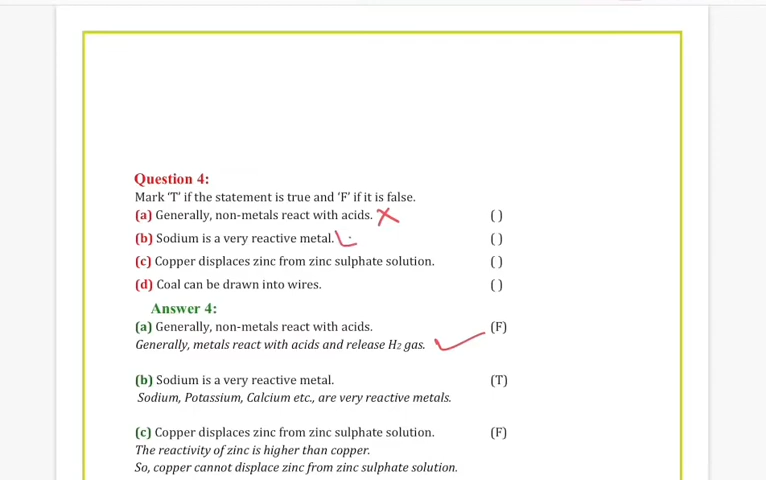 Question 4:
Mark 'T' if the statement is true and 'F' if it is false.
(a) Generally, non-metals react with acids. ( )
(b) Sodium is a very reactive metal. ( )
(c) Copper displaces zinc from zinc sulphate solution. ( )
(d) Coal can be drawn into wires. ( )
Answer 4:
(a) Generally, non-metals react with acids. (F)
Generally, metals react with acids and release H₂ gas.
(b) Sodium is a very reactive metal. (T)
Sodium, Potassium, Calcium etc., are very reactive metals.
(c) Copper displaces zinc from zinc sulphate solution. (F)
The reactivity of zinc is higher than copper.
So, copper cannot displace zinc from zinc sulphate solution.